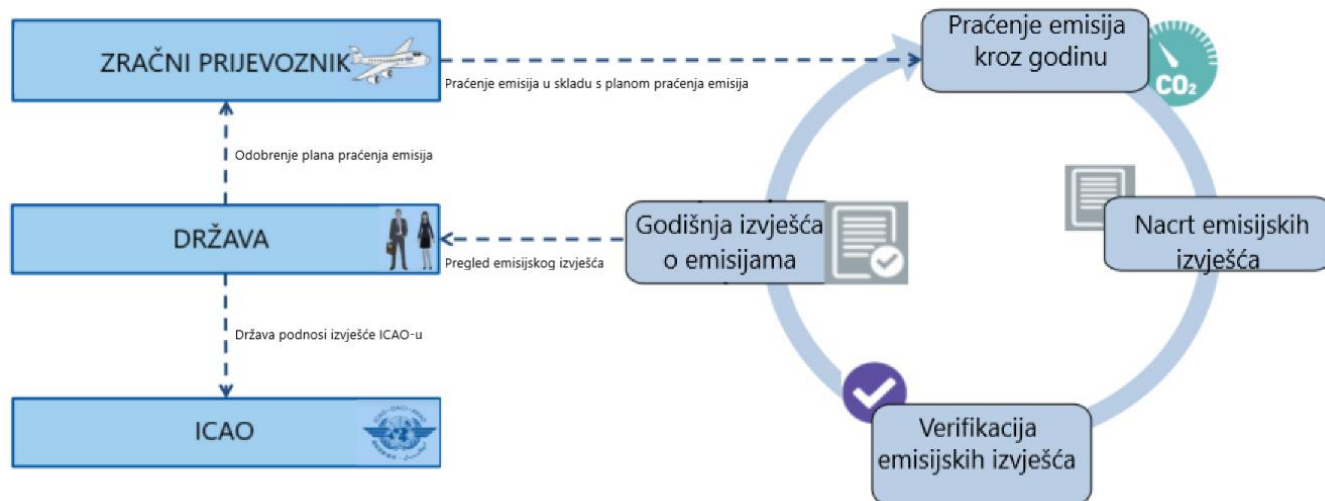 ZRAČNI PRIJEVOZNIK
Praćenje emisija u skladu s planom praćenja emisija
Praćenje emisija
kroz godinu
CO₂
Odobrenje plana praćenja emisija
DRŽAVA
Pregled emisijskog izvješća
Godišnja izvješća
o emisijama
Nacrt emisijskih
izvješća
Država podnosi izvješće ICAO-u
ICAO
Verifikacija
emisijskih izvješća